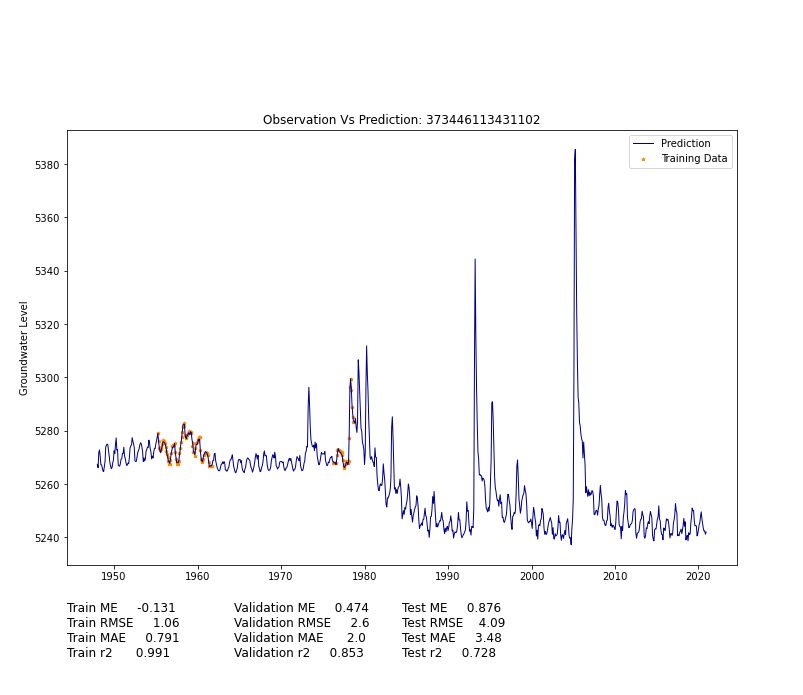 Observation Vs Prediction: 373446113431102
Prediction
Training Data
Groundwater Level
5380
5360
5340
5320
5300
5280
5260
5240
1950 1960 1970 1980 1990 2000 2010 2020
Train ME -0.131 Validation ME 0.474 Test ME 0.876
Train RMSE 1.06 Validation RMSE 2.6 Test RMSE 4.09
Train MAE 0.791 Validation MAE 2.0 Test MAE 3.48
Train r2 0.991 Validation r2 0.853 Test r2 0.728